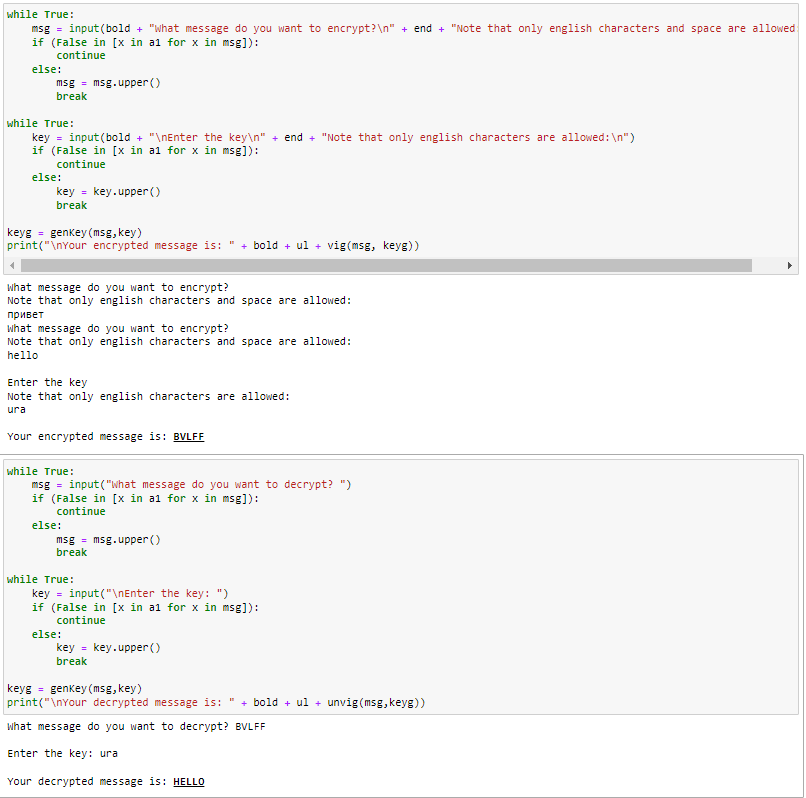 while True:
    msg = input(bold + "What message do you want to encrypt?\n" + end + "Note that only english characters and space are allowed
    if (False in [x in a1 for x in msg]):
        continue
    else:
        msg = msg.upper()
        break

while True:
    key = input(bold + "\nEnter the key\n" + end + "Note that only english characters are allowed:\n")
    if (False in [x in a1 for x in msg]):
        continue
    else:
        key = key.upper()
        break

keyg = genKey(msg,key)
print("\nYour encrypted message is: " + bold + ul + vig(msg, keyg))
What message do you want to encrypt?
Note that only english characters and space are allowed:
привет
What message do you want to encrypt?
Note that only english characters and space are allowed:
hello

Enter the key
Note that only english characters are allowed:
ura

Your encrypted message is: BVLFF
while True:
    msg = input("What message do you want to decrypt? ")
    if (False in [x in a1 for x in msg]):
        continue
    else:
        msg = msg.upper()
        break

while True:
    key = input("\nEnter the key: ")
    if (False in [x in a1 for x in msg]):
        continue
    else:
        key = key.upper()
        break

keyg = genKey(msg,key)
print("\nYour decrypted message is: " + bold + ul + unvig(msg,keyg))
What message do you want to decrypt? BVLFF

Enter the key: ura

Your decrypted message is: HELLO